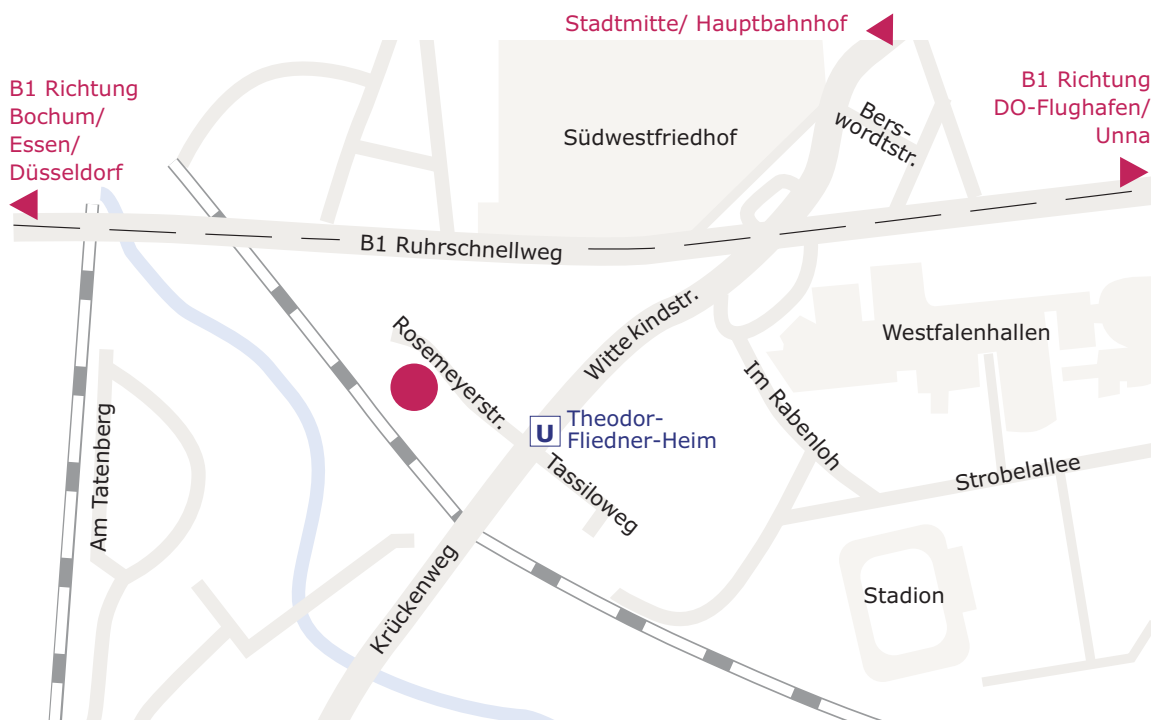 Stadtmitte/ Hauptbahnhof
B1 Richtung
Bochum/
Essen/
Düsseldorf
B1 Richtung
DO-Flughafen/
Unna
Südwestfriedhof
Bers-
wordtstr.
B1 Ruhrschnellweg
Rosemeyerstr.
Wittekindstr.
Westfalenhallen
Im Rabenloh
U
Theodor-
Fliedner-Heim
Tassiloweg
Strobelallee
Am Tatenberg
Krückenweg
Stadion